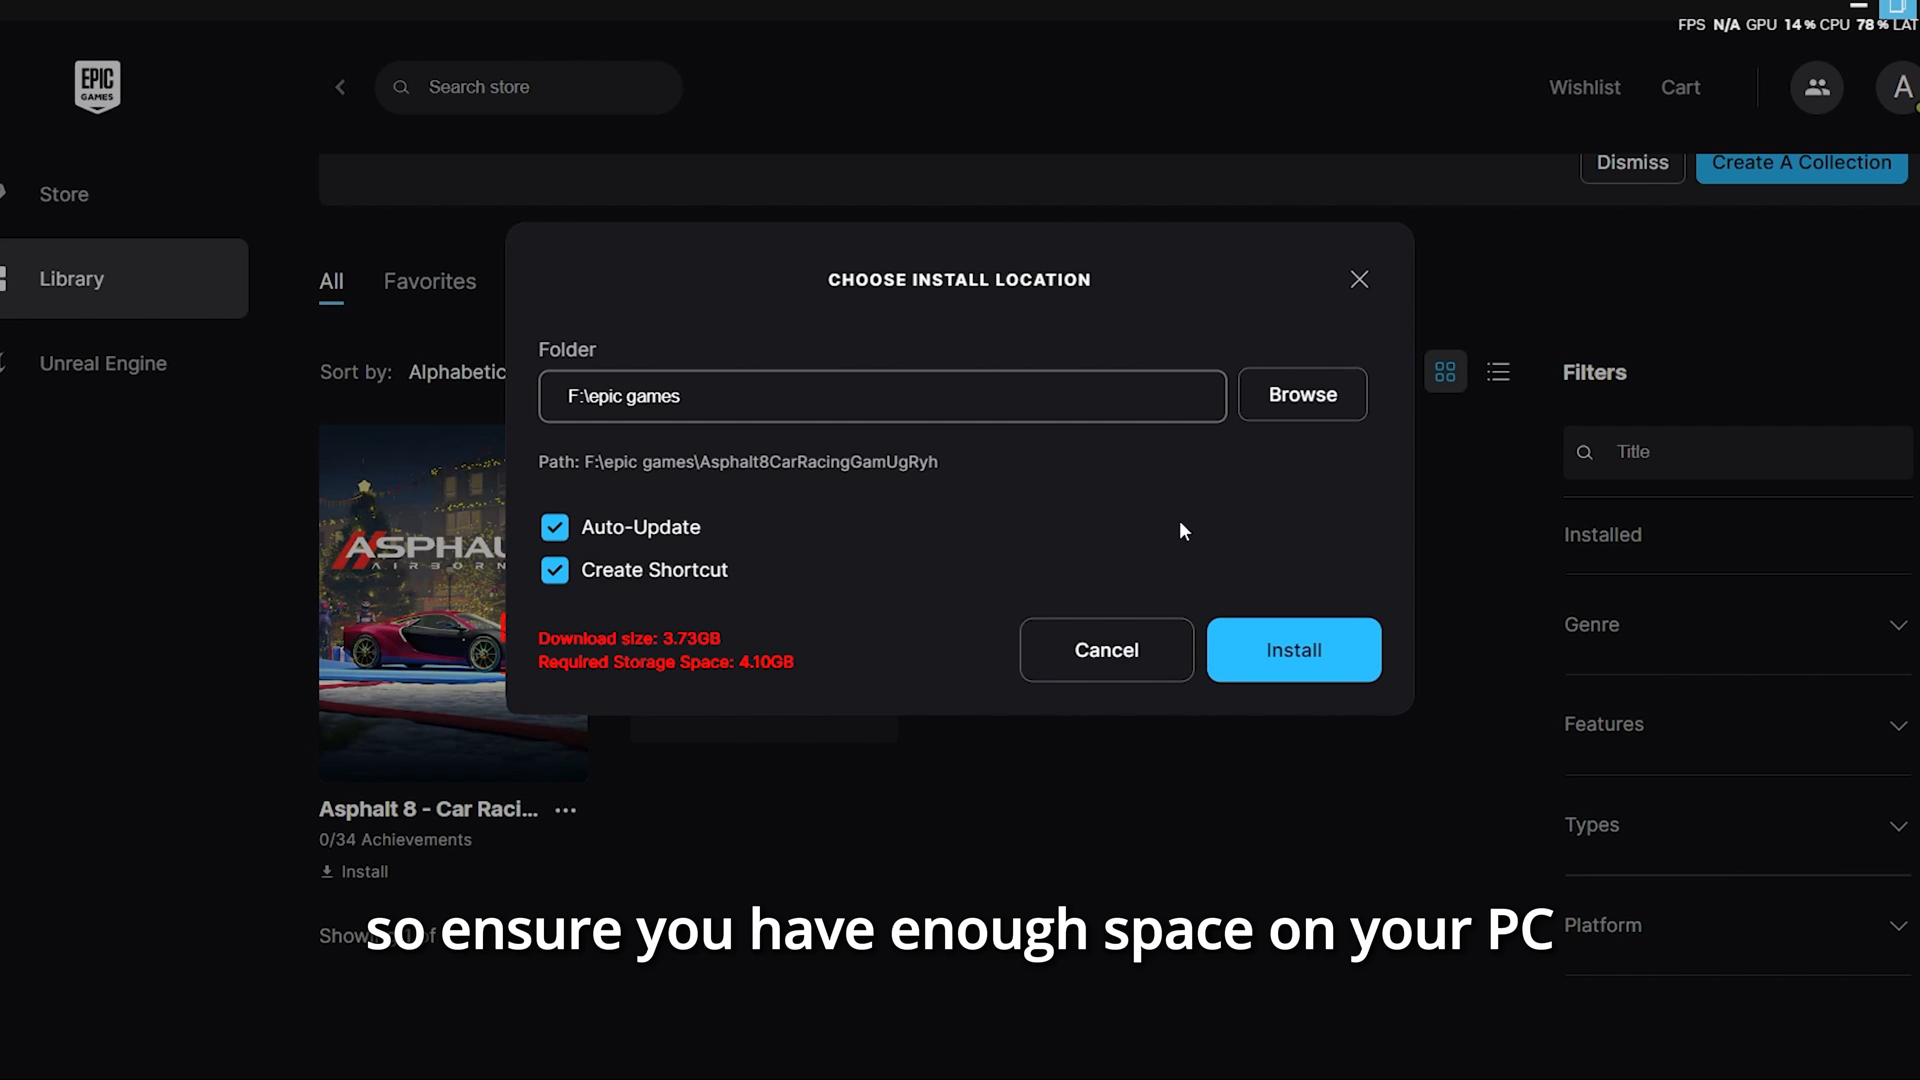 FPS N/A GPU 14 % CPU 78 % LAT
EPIC
GAMES
Search store
Wishlist
Cart
A
Dismiss
Create A Collection
Store
Library
Unreal Engine
All
Favorites
CHOOSE INSTALL LOCATION
Sort by: Alphabetic
Folder
F:\epic games
Browse
Path: F:\epic games\Asphalt8CarRacingGamUgRyh
Auto-Update
Create Shortcut
Download size: 3.73GB
Required Storage Space: 4.10GB
Cancel
Install
ASPHAL
AIRBORN
Asphalt 8 - Car Raci...
0/34 Achievements
Install
Filters
Title
Installed
Genre
Features
Types
Platform
so ensure you have enough space on your PC